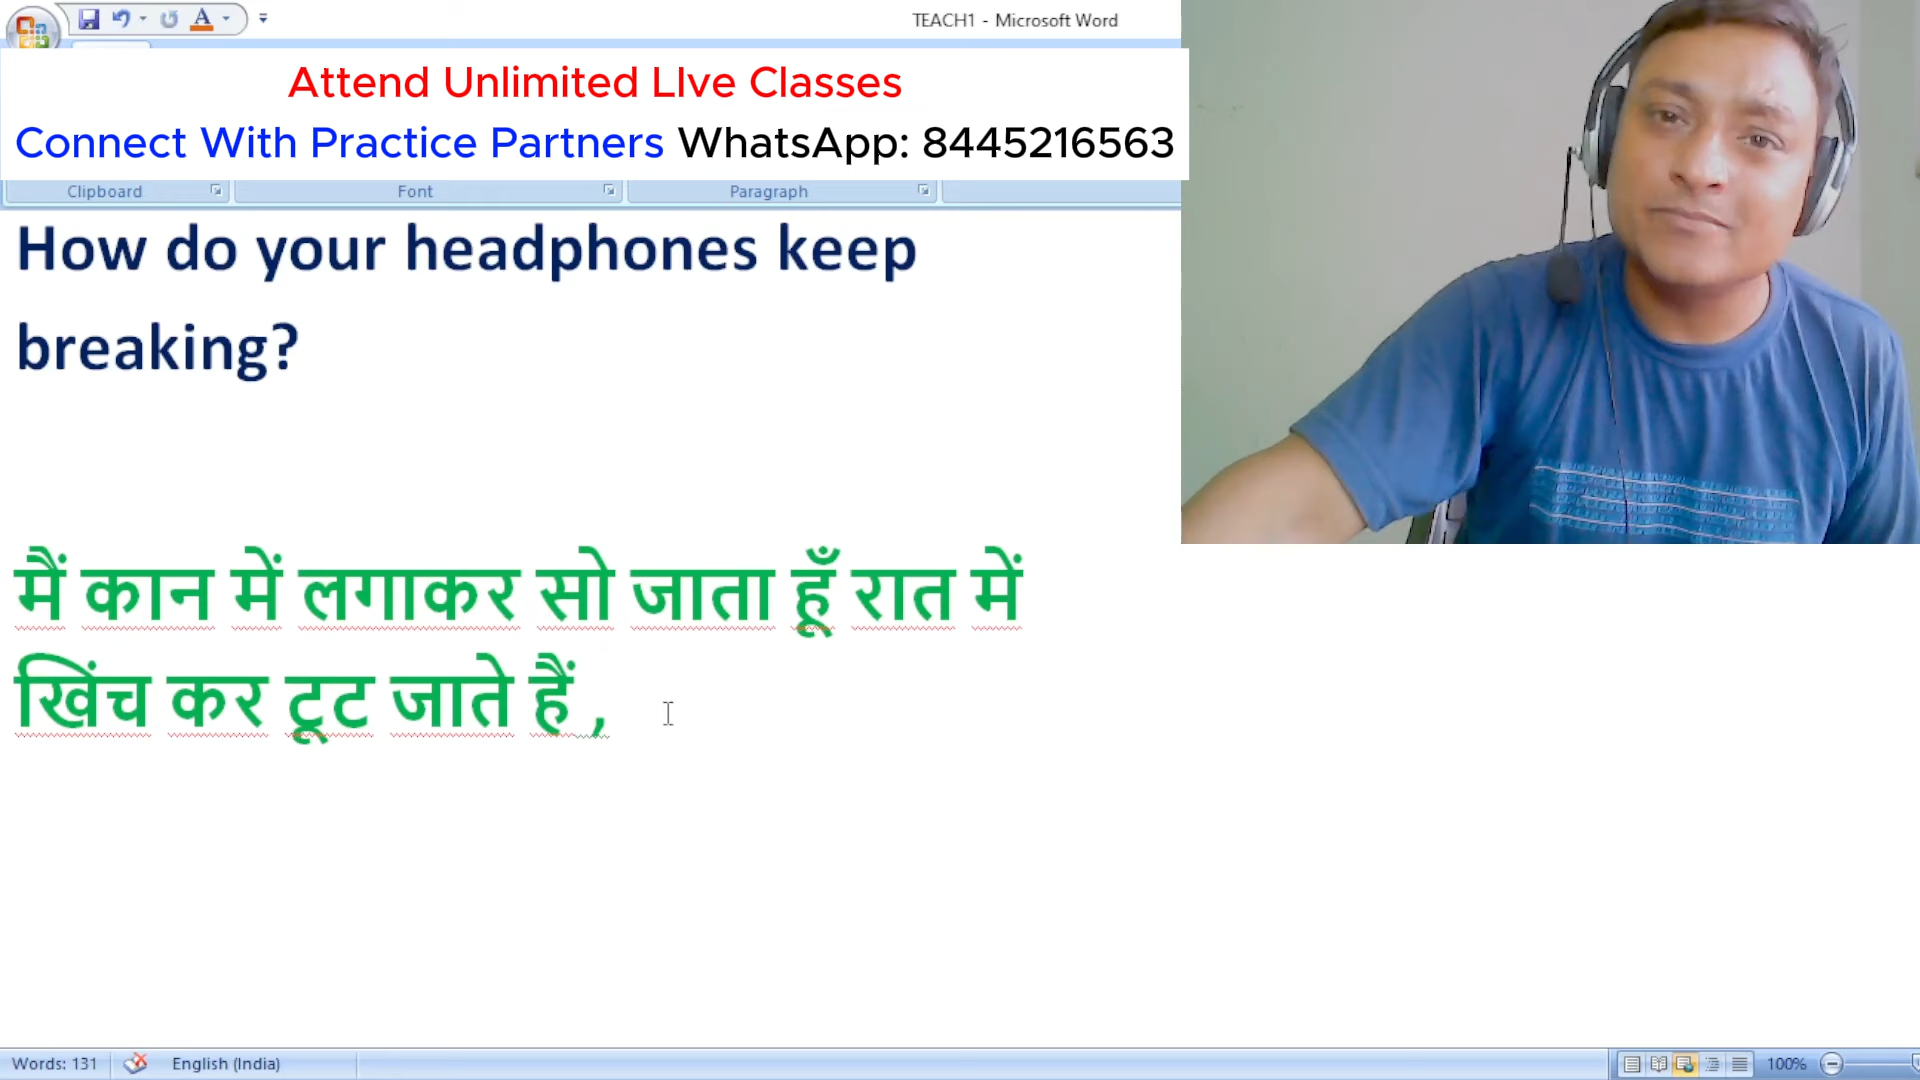 TEACH1 - Microsoft Word
Attend Unlimited LIve Classes
Connect With Practice Partners WhatsApp: 8445216563
Clipboard Font Paragraph
How do your headphones keep
breaking?
मैं कान में लगाकर सो जाता हूँ रात में
खिंच कर टूट जाते हैं ,
Words: 131 English (India) 100%